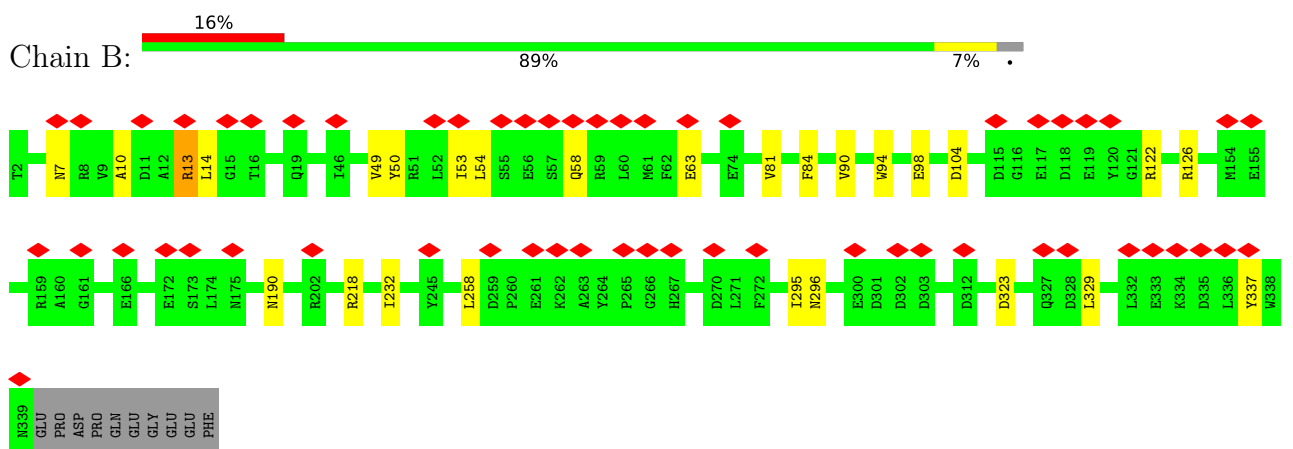 16%
Chain B:
89% 7% •
T2 N7 R8 V9 A10 D11 A12 R13 L14 G15 T16 Q19 I46 V49 Y50 R51 L52 I53 L54 S55 E56 S57 Q58 R59 L60 M61 F62 E63 E74 V81 F84 V90 W94 E98 D104 D115 G116 E117 D118 E119 Y120 G121 R122 R126 M154 E155
R159 A160 G161 E166 E172 S173 L174 N175 N190 R202 R218 I232 Y245 L258 D259 P260 E261 K262 A263 Y264 P265 G266 H267 D270 L271 F272 I295 N296 E300 D301 D302 D303 D312 D323 Q327 D328 L329 L332 E333 K334 D335 L336 Y337 W338
N339 GLU PRO ASP PRO GLN GLU GLY GLU GLU PHE